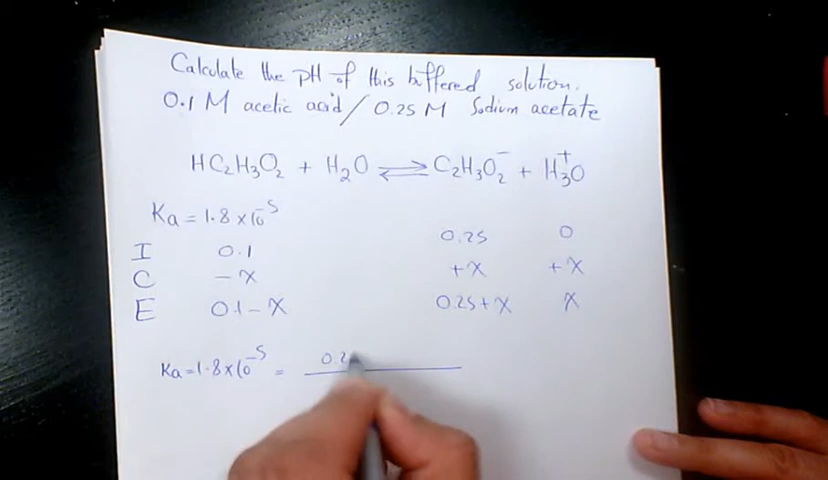 Calculate the pH of this buffered solution.
0.1 M acetic acid / 0.25 M Sodium acetate
HC₂H₃O₂ + H₂O ⇌ C₂H₃O₂⁻ + H₃O⁺
Ka = 1.8 × 10⁻⁵
I 0.1 0.25 0
C -X +X +X
E 0.1 - X 0.25 + X X
Ka = 1.8 × 10⁻⁵ = 0.2